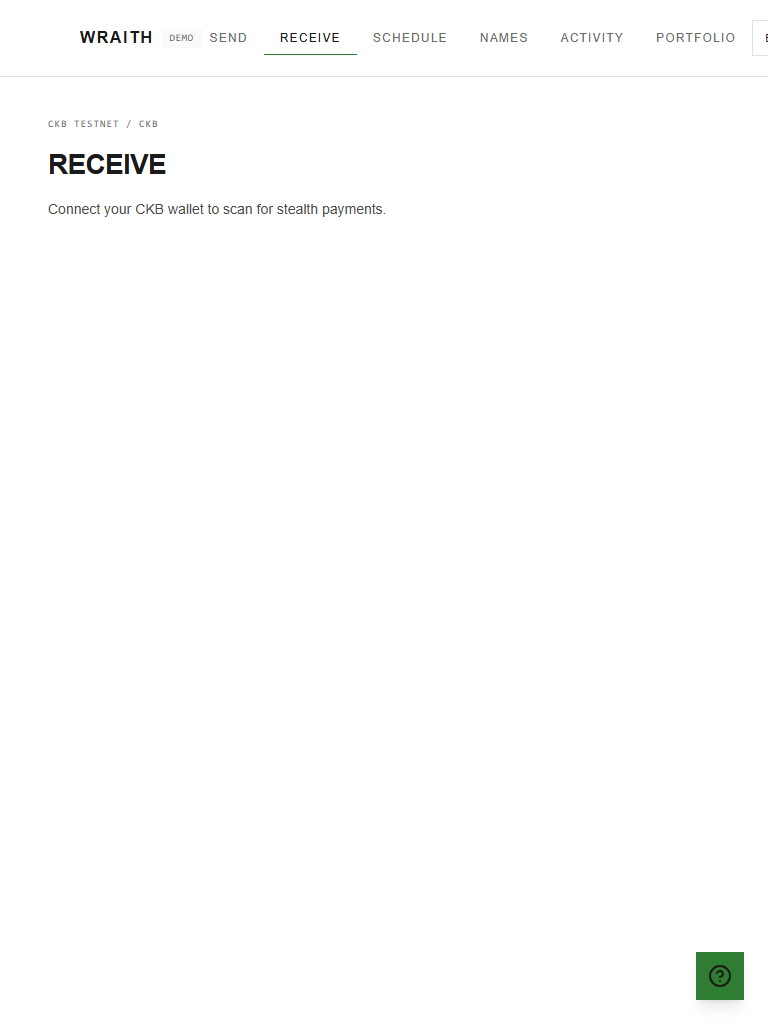 WRAITH DEMO SEND RECEIVE SCHEDULE NAMES ACTIVITY PORTFOLIO
CKB TESTNET / CKB
RECEIVE
Connect your CKB wallet to scan for stealth payments.